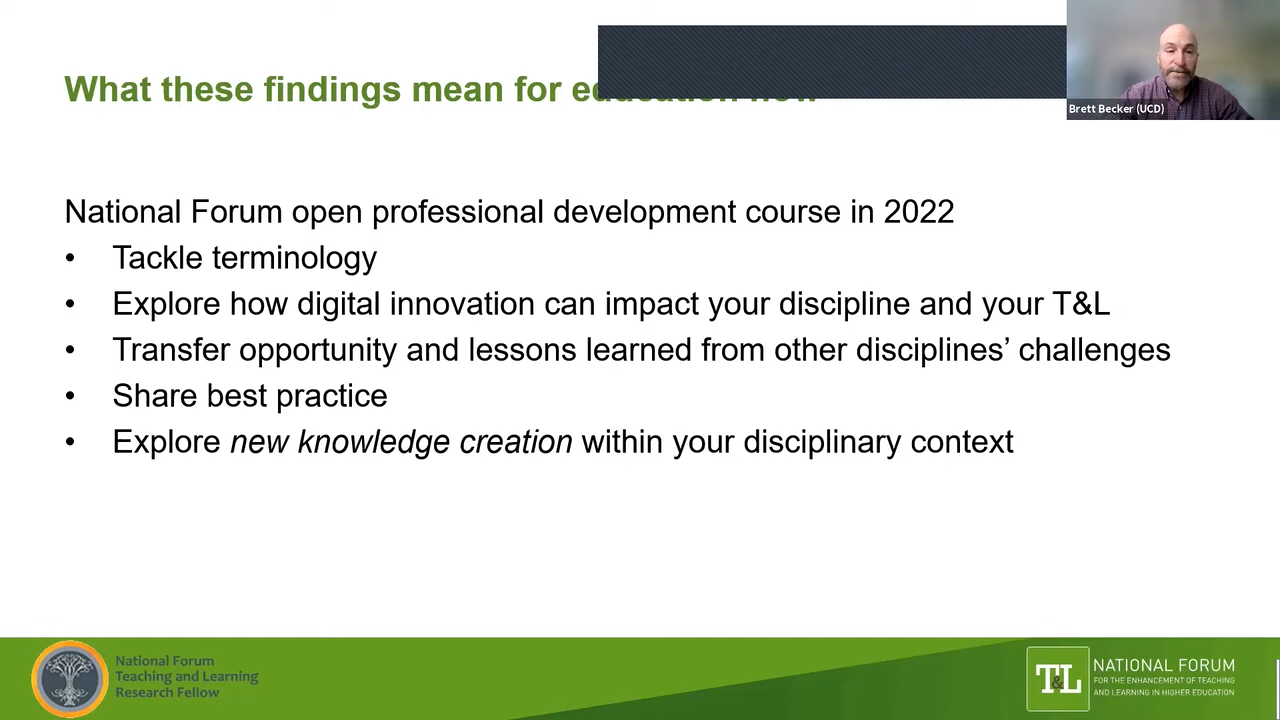 What these findings mean for education now
Brett Becker (UCD)
National Forum open professional development course in 2022
• Tackle terminology
• Explore how digital innovation can impact your discipline and your T&L
• Transfer opportunity and lessons learned from other disciplines’ challenges
• Share best practice
• Explore new knowledge creation within your disciplinary context
National Forum
Teaching and Learning
Research Fellow
T&L
NATIONAL FORUM
FOR THE ENHANCEMENT OF TEACHING
AND LEARNING IN HIGHER EDUCATION